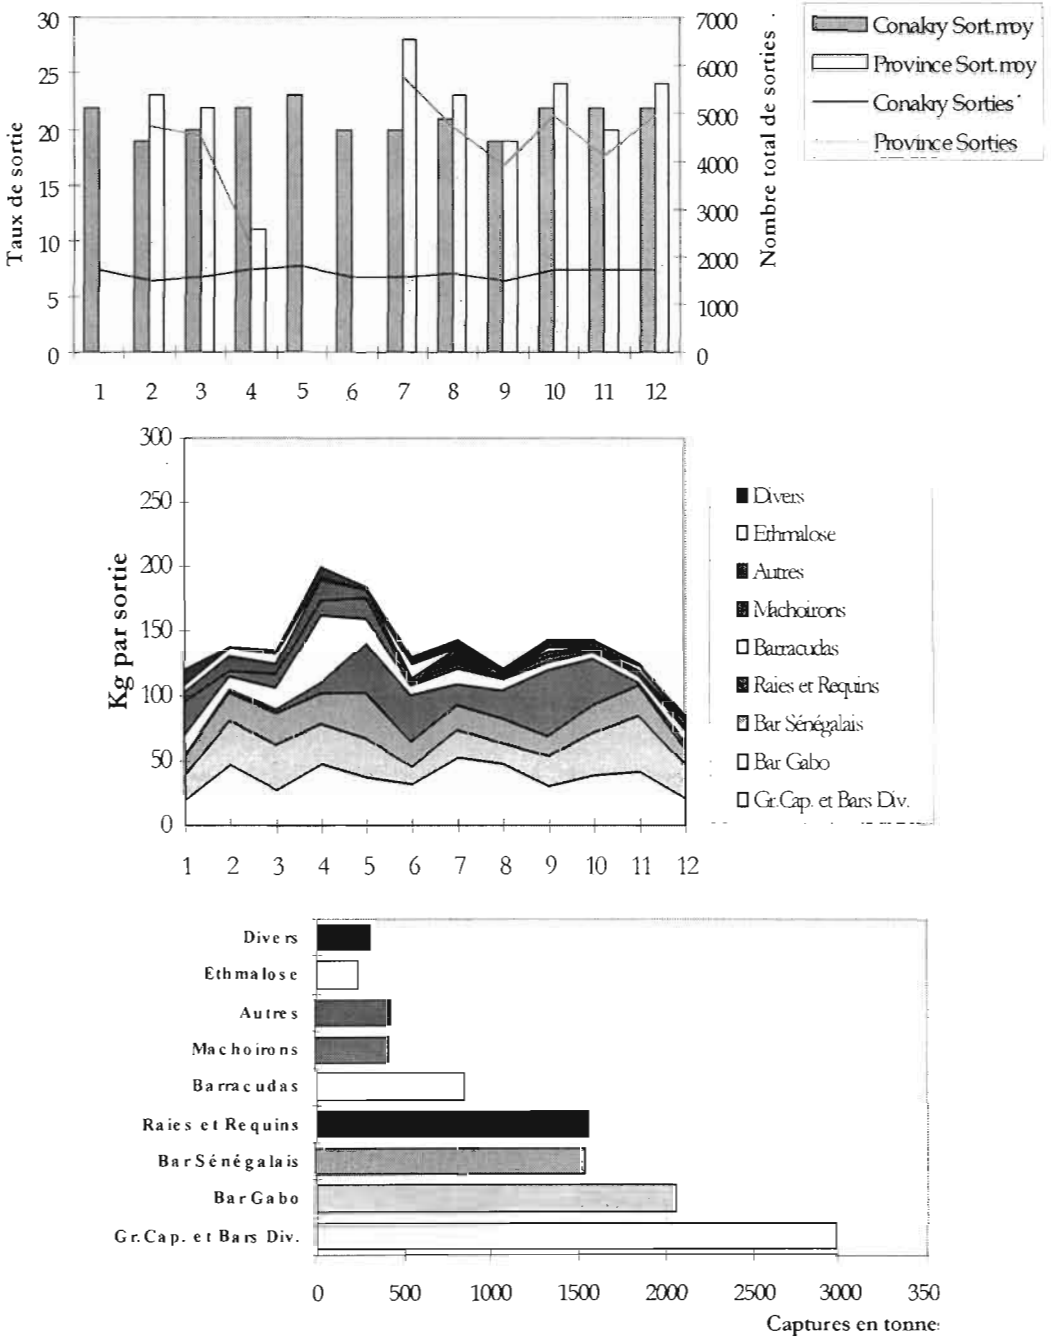 Taux de sortie
30
25
20
15
10
5
0
7000
6000
5000
4000
3000
2000
1000
0
Nombre total de sorties
1 2 3 4 5 6 7 8 9 10 11 12
Conakry Sort.moy
Province Sort.moy
Conakry Sorties
Province Sorties
Kg par sortie
300
250
200
150
100
50
0
1 2 3 4 5 6 7 8 9 10 11 12
Divers
Ethmalose
Autres
Machoirons
Barracudas
Raies et Requins
Bar Sénégalais
Bar Gabo
Gr.Cap. et Bars Div.
Divers
Ethmalose
Autres
Machoirons
Barracudas
Raies et Requins
Bar Sénégalais
Bar Gabo
Gr.Cap. et Bars Div.
0 500 1000 1500 2000 2500 3000 350
Captures en tonne